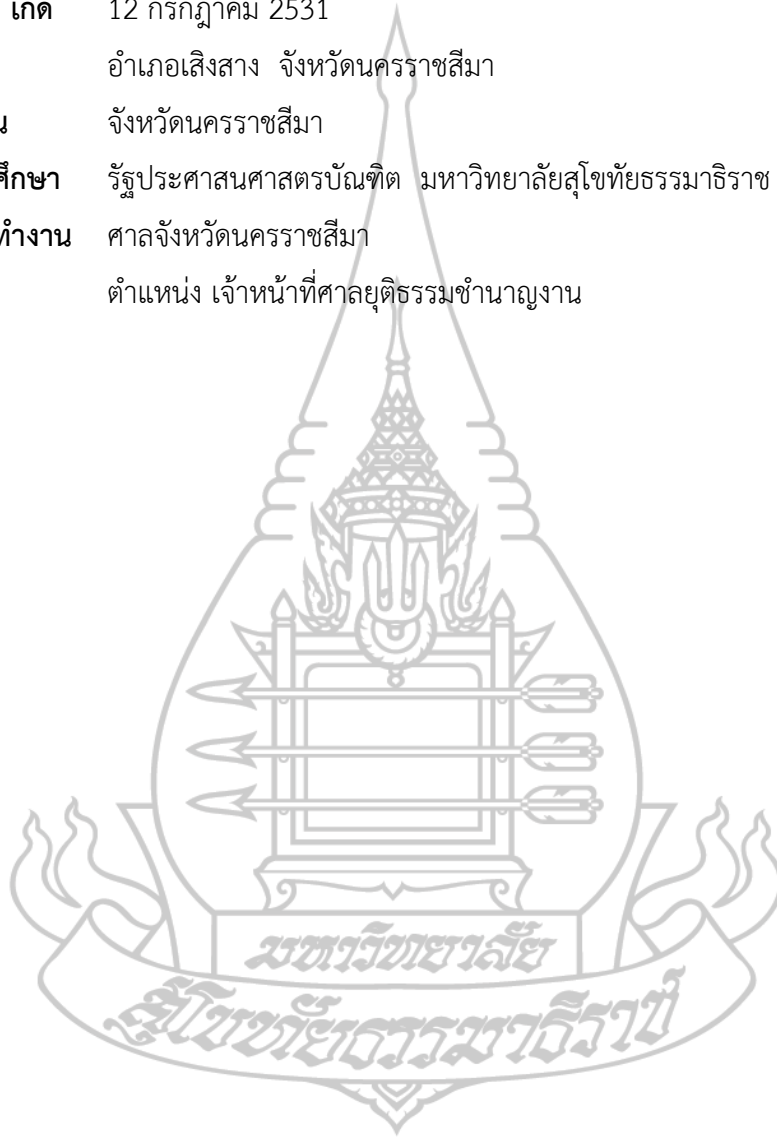 เกิด 12 กรกฎาคม 2531
อำเภอเสิงสาง จังหวัดนครราชสีมา
น จังหวัดนครราชสีมา
ศึกษา รัฐประศาสนศาสตรบัณฑิต มหาวิทยาลัยสุโขทัยธรรมาธิราช
ทำงาน ศาลจังหวัดนครราชสีมา
ตำแหน่ง เจ้าหน้าที่ศาลยุติธรรมชำนาญงาน
มหาวิทยาลัย
สุโขทัยธรรมาธิราช